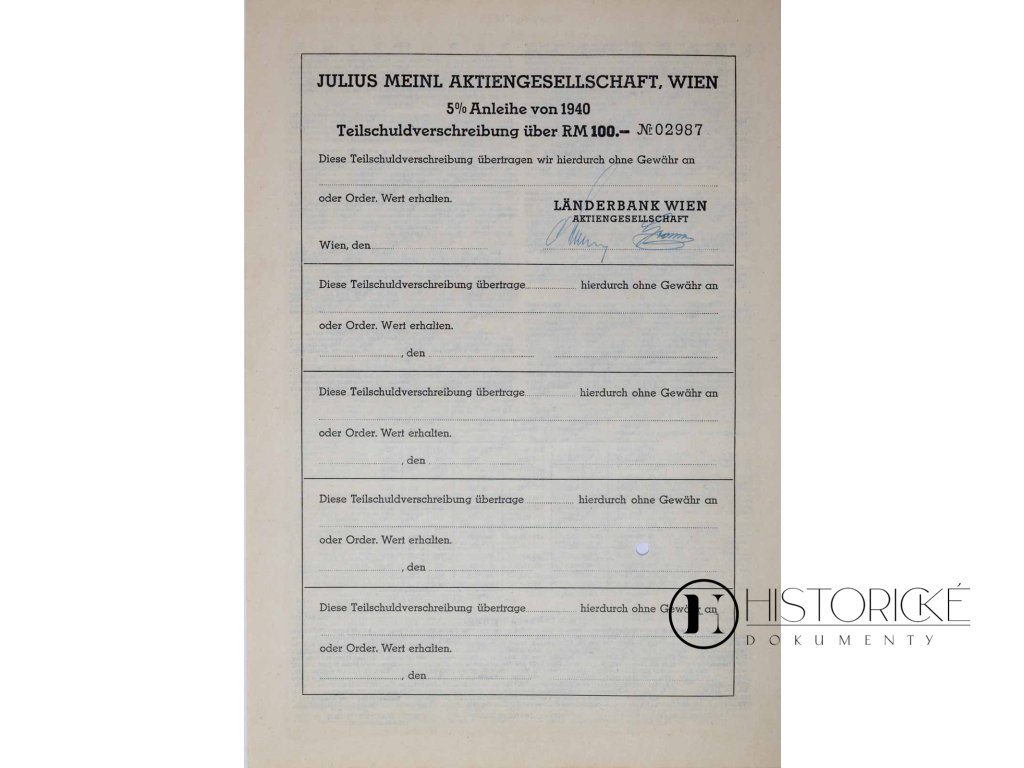 JULIUS MEINL AKTIENGESELLSCHAFT, WIEN
5% Anleihe von 1940
Teilschuldverschreibung über RM 100.– № 02987
Diese Teilschuldverschreibung übertragen wir hierdurch ohne Gewähr an
oder Order. Wert erhalten.
LÄNDERBANK WIEN
AKTIENGESELLSCHAFT
Wien, den
Diese Teilschuldverschreibung übertrage hierdurch ohne Gewähr an
oder Order. Wert erhalten.
, den
Diese Teilschuldverschreibung übertrage hierdurch ohne Gewähr an
oder Order. Wert erhalten.
, den
Diese Teilschuldverschreibung übertrage hierdurch ohne Gewähr an
oder Order. Wert erhalten.
, den
Diese Teilschuldverschreibung übertrage hierdurch ohne Gewähr an
oder Order. Wert erhalten.
, den
HISTORICKÉ
DOKUMENTY